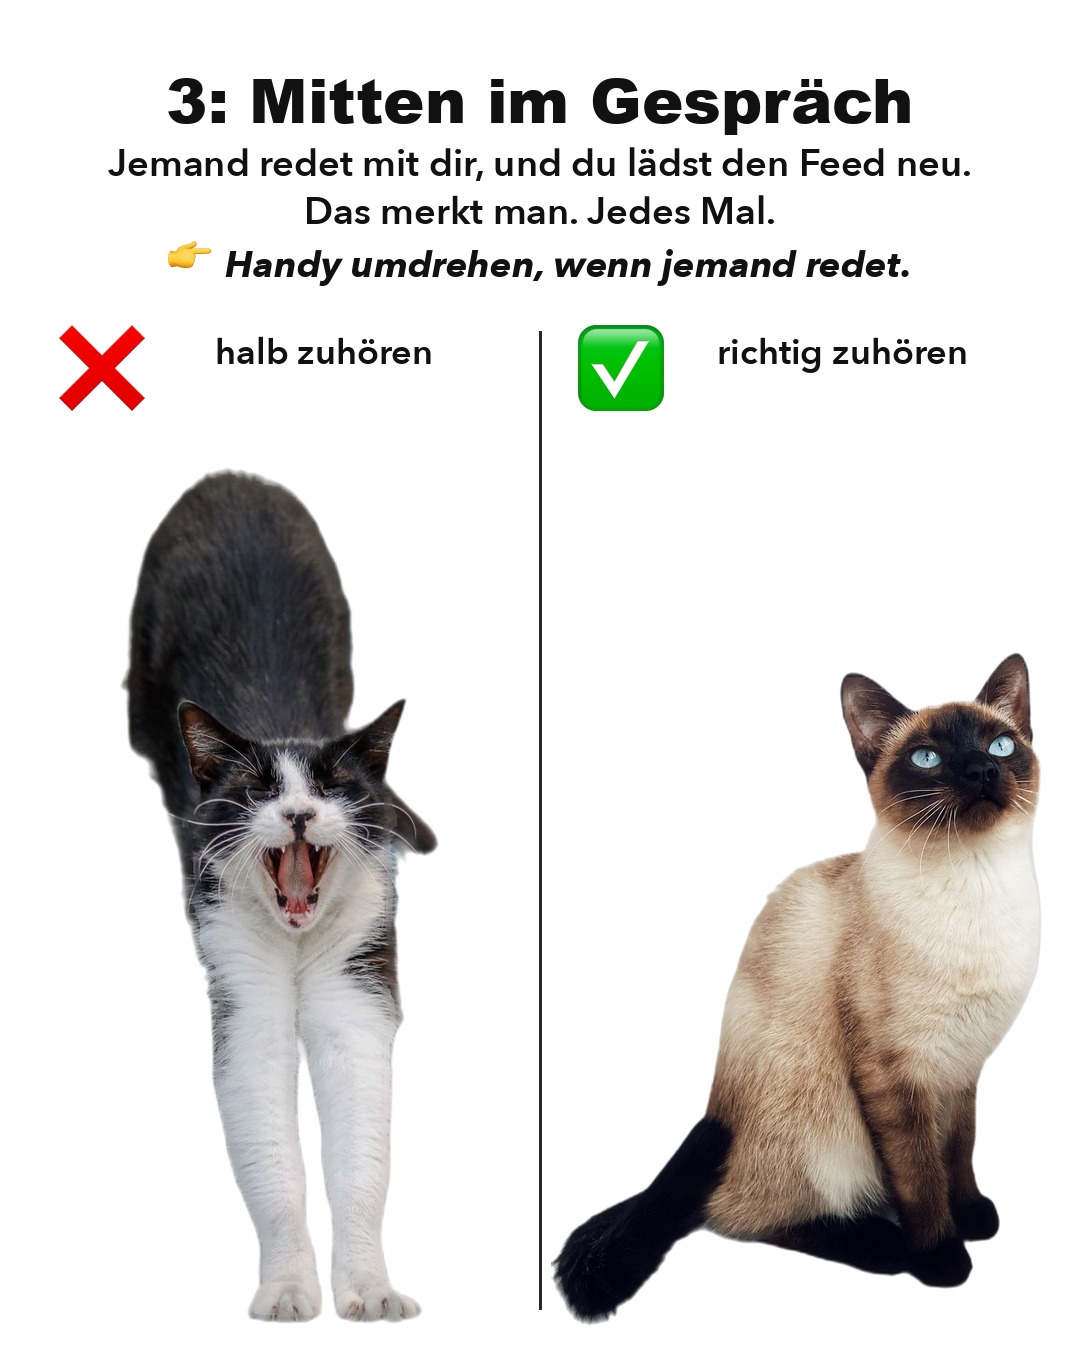 3: Mitten im Gespräch
Jemand redet mit dir, und du lädst den Feed neu.
Das merkt man. Jedes Mal.
👉 Handy umdrehen, wenn jemand redet.
❌ halb zuhören
✅ richtig zuhören